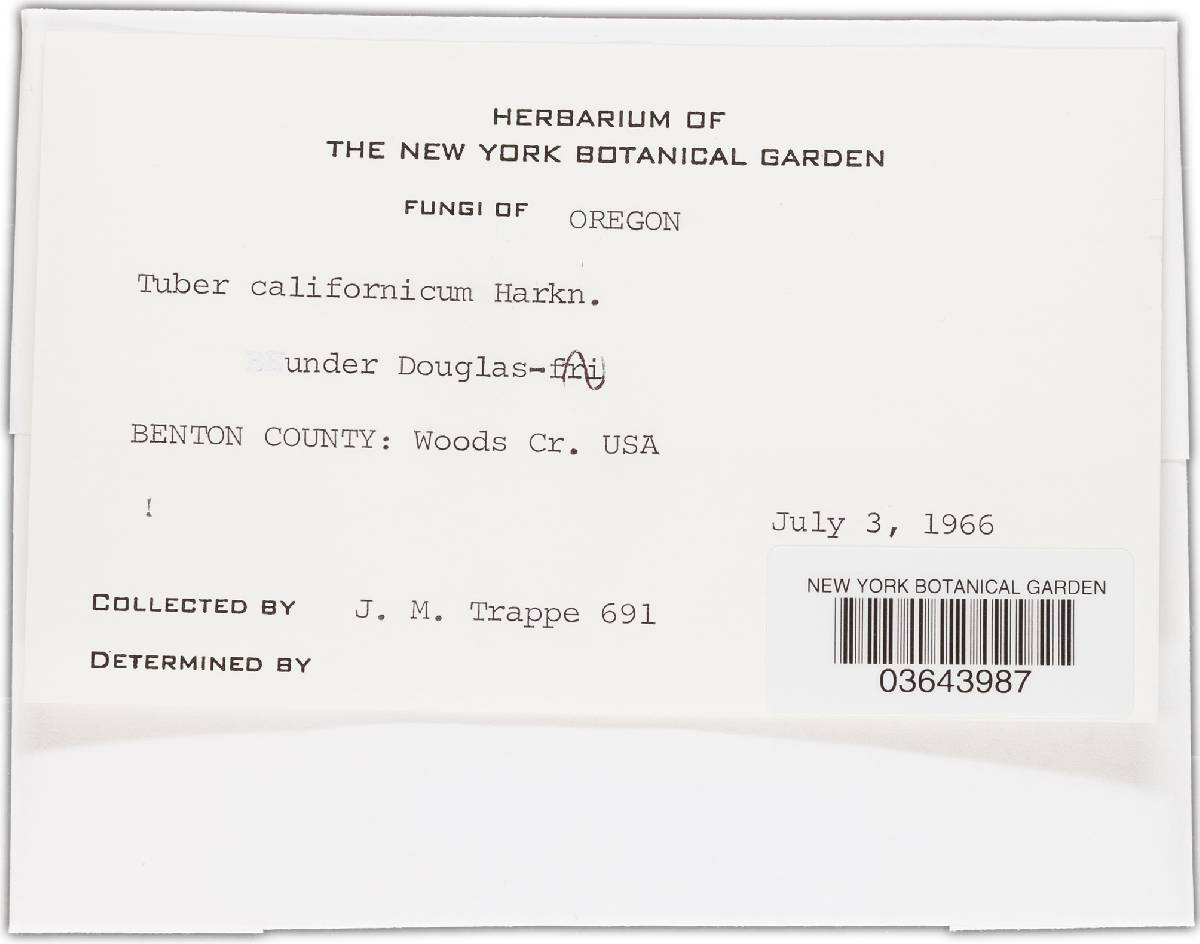 HERBARIUM OF
THE NEW YORK BOTANICAL GARDEN
FUNGI OF OREGON
Tuber californicum Harkn.
under Douglas-fri
BENTON COUNTY: Woods Cr. USA
!
July 3, 1966
NEW YORK BOTANICAL GARDEN
03643987
COLLECTED BY J. M. Trappe 691
DETERMINED BY